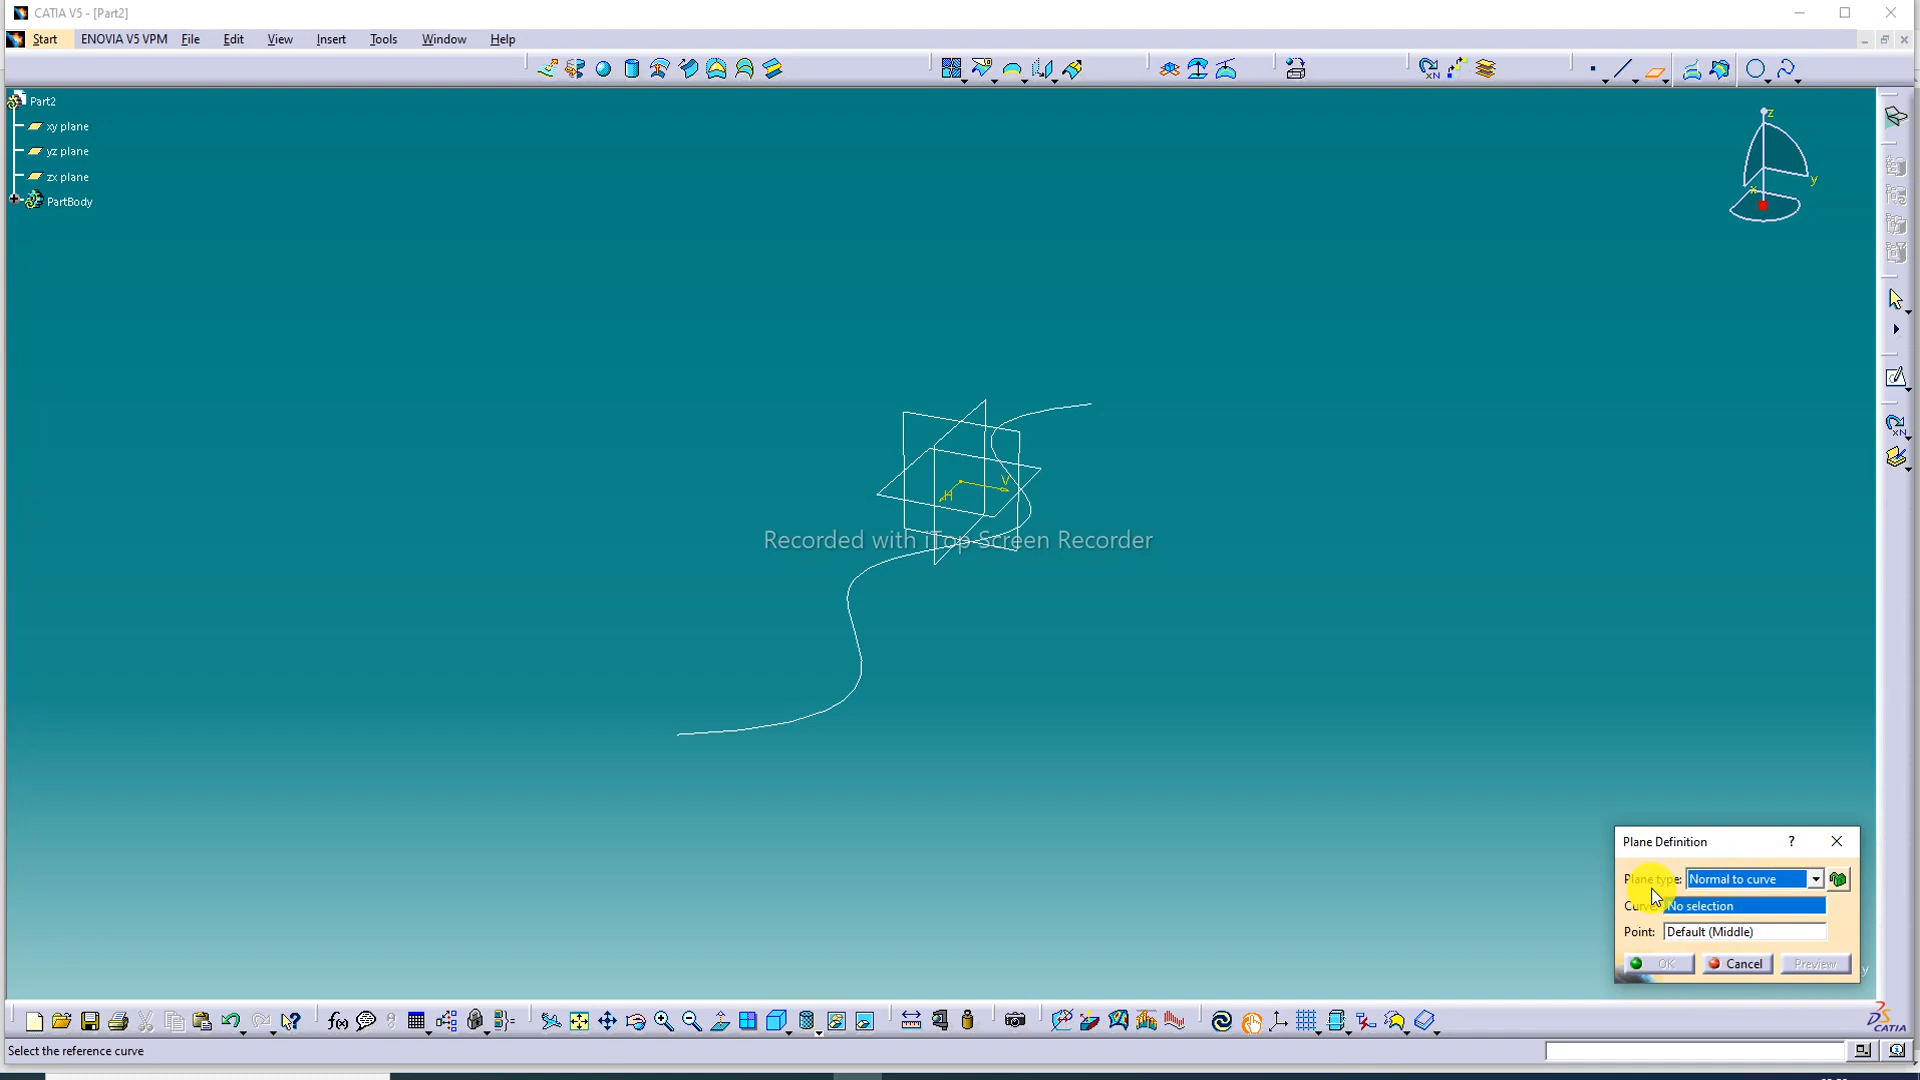 CATIA V5 - [Part2]
Start ENOVIA V5 VPM File Edit View Insert Tools Window Help
Part2
xy plane
yz plane
zx plane
PartBody
z
y
x
V
H
Recorded with iTop Screen Recorder
Plane Definition ? 
Plane type: Normal to curve
Curve: No selection
Point: Default (Middle)
OK Cancel Preview
y
f(x)
CATIA
Select the reference curve